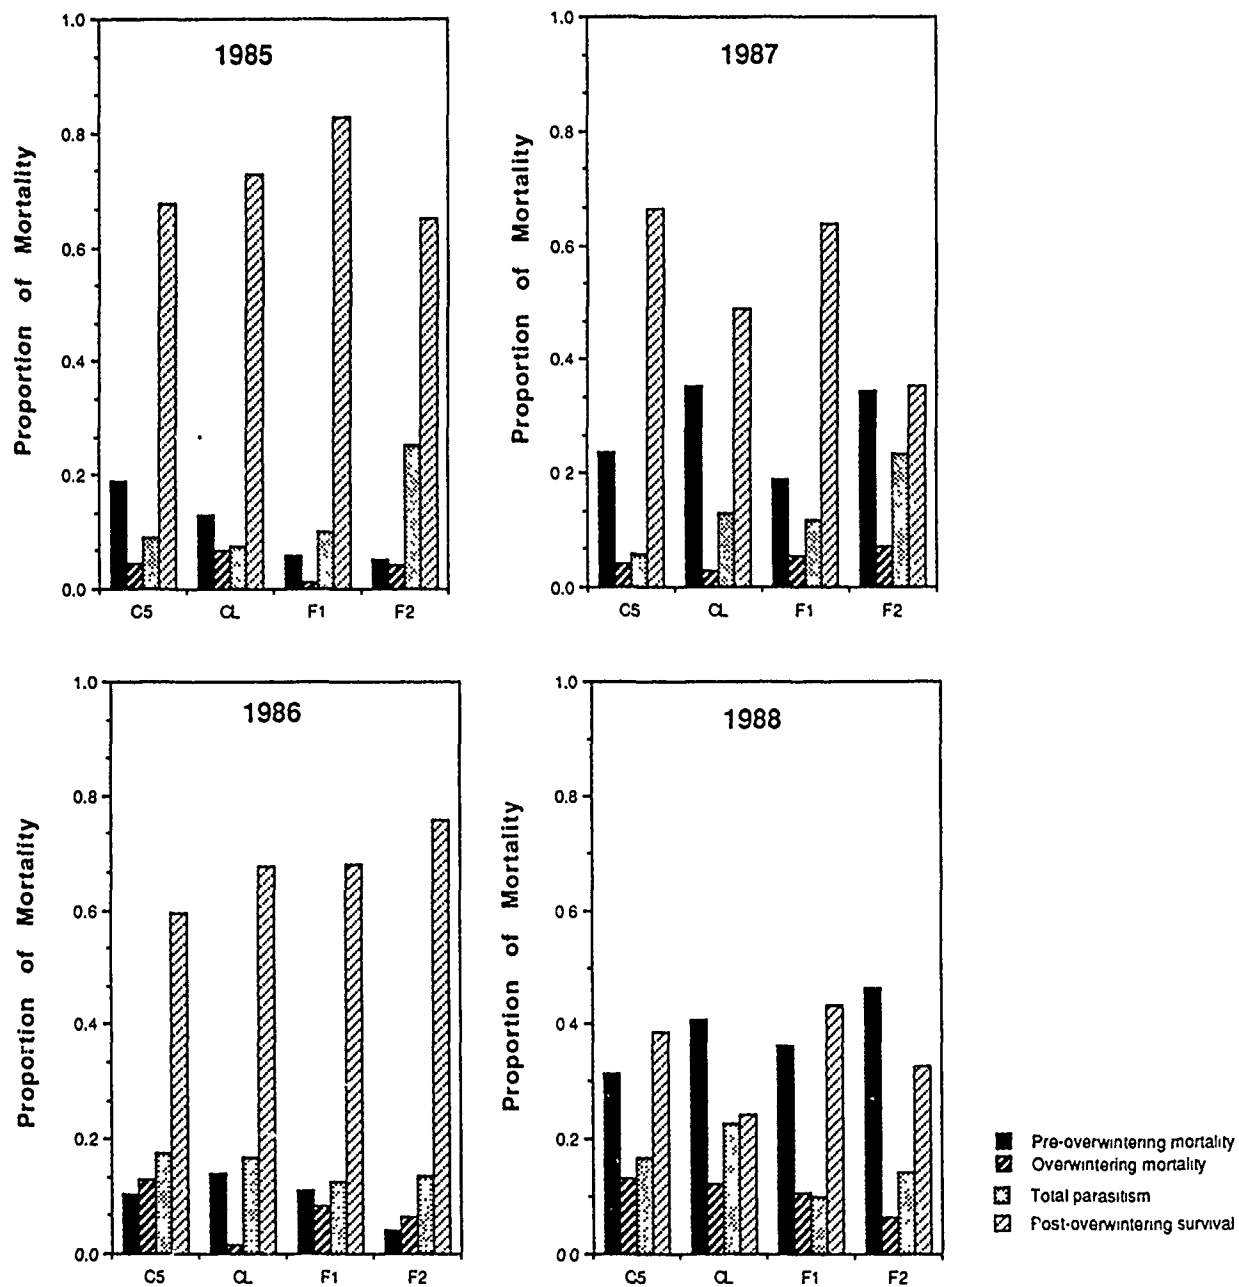 1985
Proportion of Mortality
1.0
0.8
0.6
0.4
0.2
0.0
C5 CL F1 F2
1987
Proportion of Mortality
1.0
0.8
0.6
0.4
0.2
0.0
C5 CL F1 F2
1986
Proportion of Mortality
1.0
0.8
0.6
0.4
0.2
0.0
C5 CL F1 F2
1988
Proportion of Mortality
1.0
0.8
0.6
0.4
0.2
0.0
C5 CL F1 F2
Pre-overwintering mortality
Overwintering mortality
Total parasitism
Post-overwintering survival